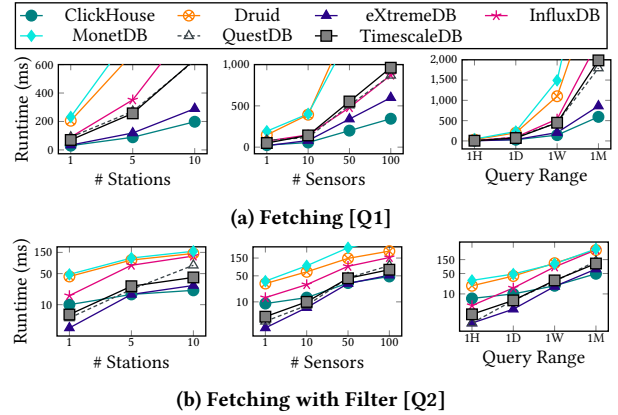 ClickHouse Druid eXtremeDB InfluxDB
MonetDB QuestDB TimescaleDB
Runtime (ms)
600
400
200
0
1 5 10
# Stations
1,000
500
0
1 10 50 100
# Sensors
2,000
1,500
1,000
500
0
1H 1D 1W 1M
Query Range
(a) Fetching [Q1]
Runtime (ms)
150
50
10
1 5 10
# Stations
150
50
10
1 10 50 100
# Sensors
150
50
10
1H 1D 1W 1M
Query Range
(b) Fetching with Filter [Q2]